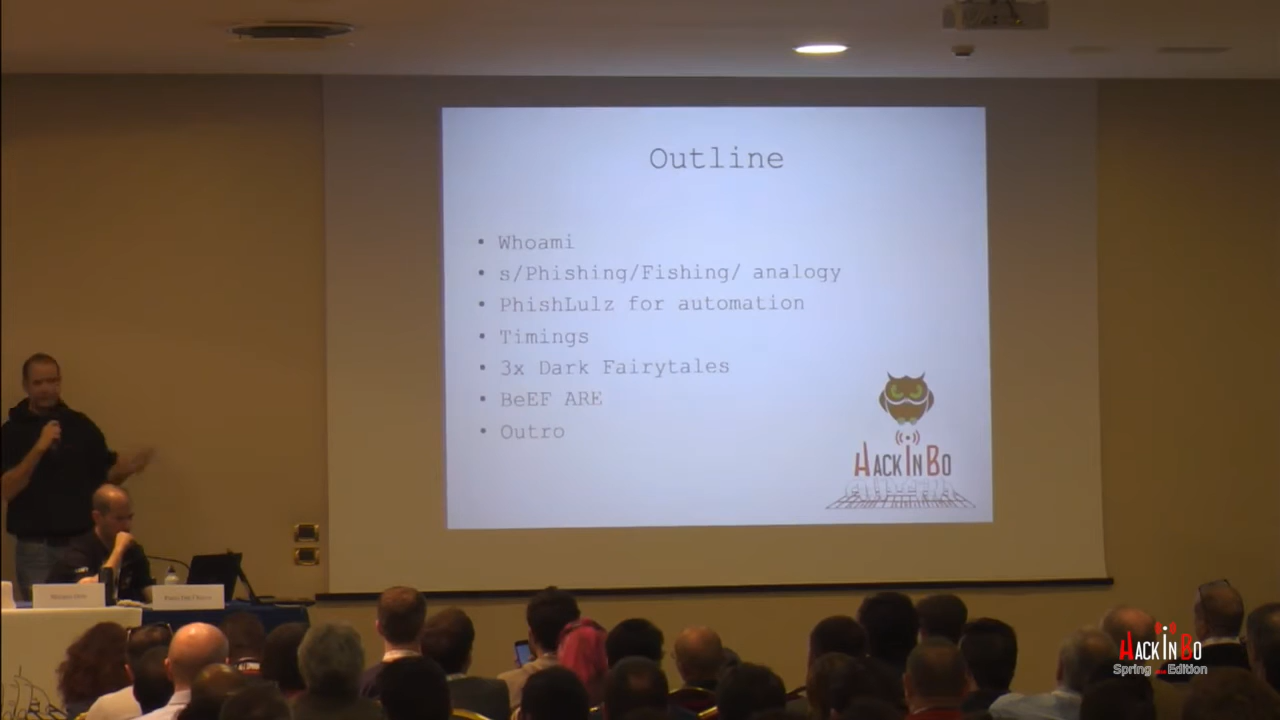 Outline
• Whoami
• s/Phishing/Fishing/ analogy
• PhishLulz for automation
• Timings
• 3x Dark Fairytales
• BeEF ARE
• Outro
HackInBo
HackInBo
Spring Edition